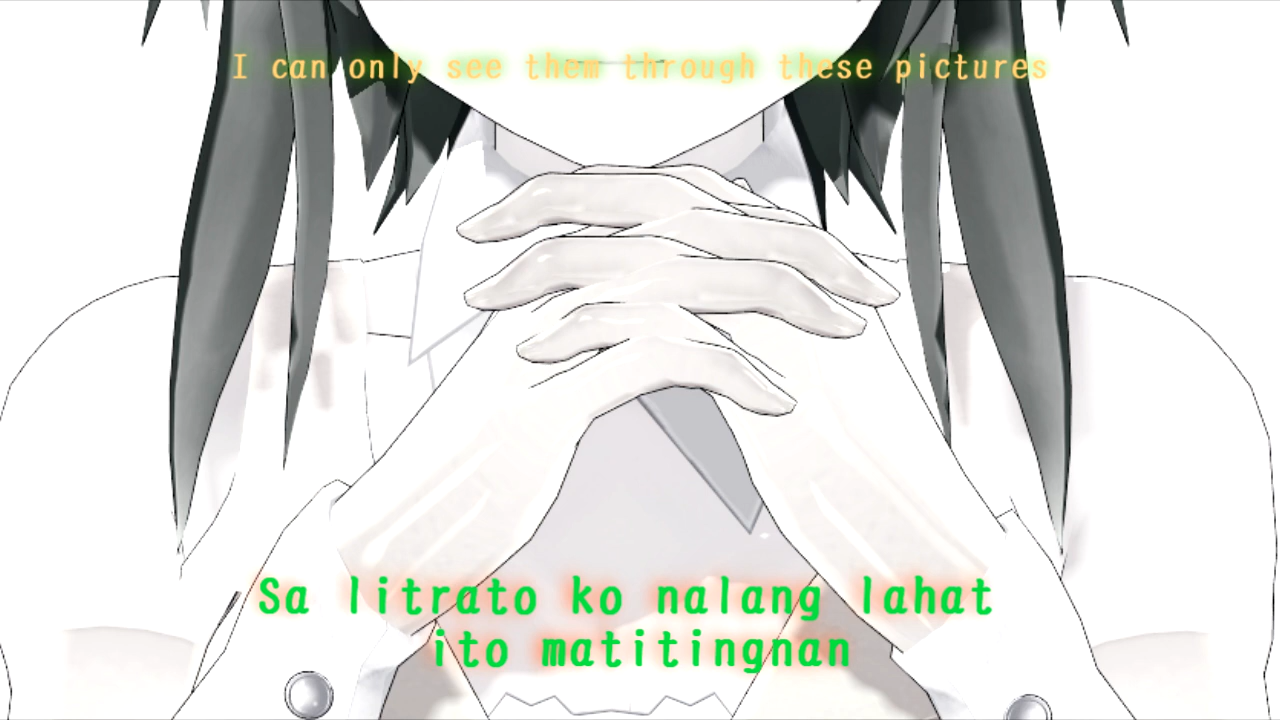 I can only see them through these pictures
Sa litrato ko nalang lahat
ito matitingnan